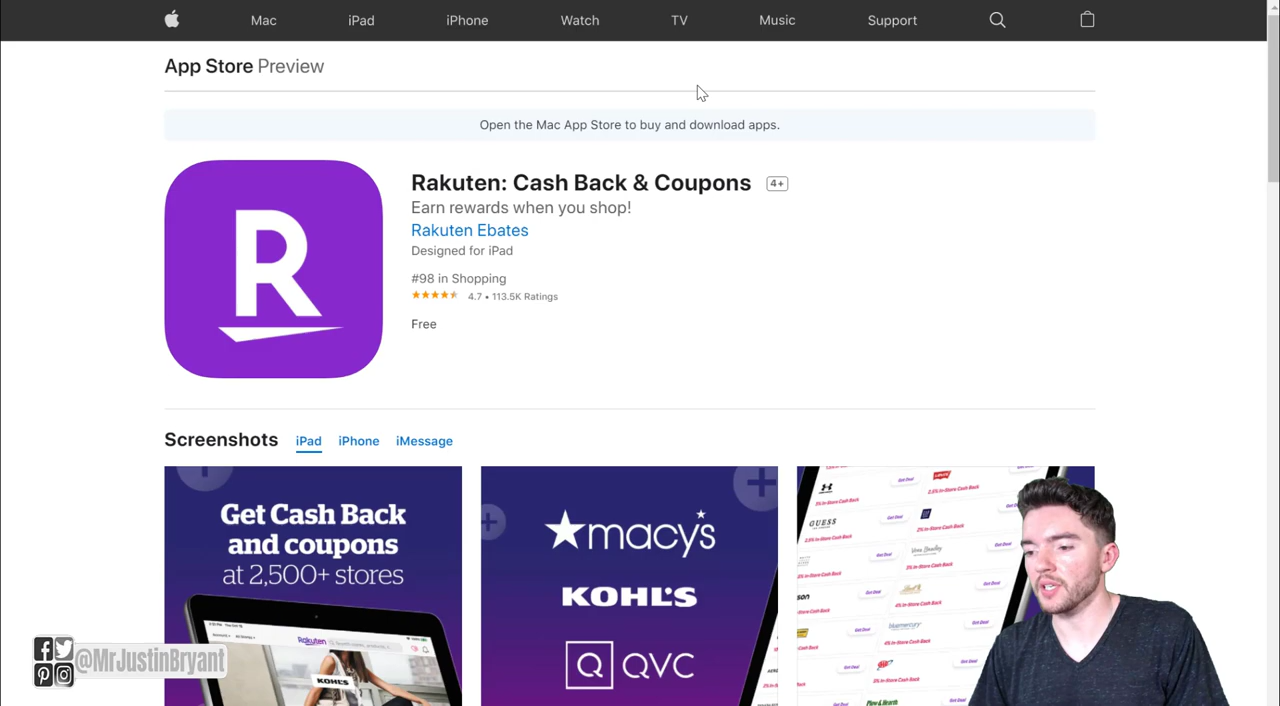 Mac iPad iPhone Watch TV Music Support
App Store Preview
Open the Mac App Store to buy and download apps.
R
Rakuten: Cash Back & Coupons 4+
Earn rewards when you shop!
Rakuten Ebates
Designed for iPad
#98 in Shopping
4.7 • 113.5K Ratings
Free
Screenshots iPad iPhone iMessage
Get Cash Back
and coupons
at 2,500+ stores
Rakuten
KOHL'S
macy's
KOHL'S
Q QVC
GUESS
@MrJustinBryant